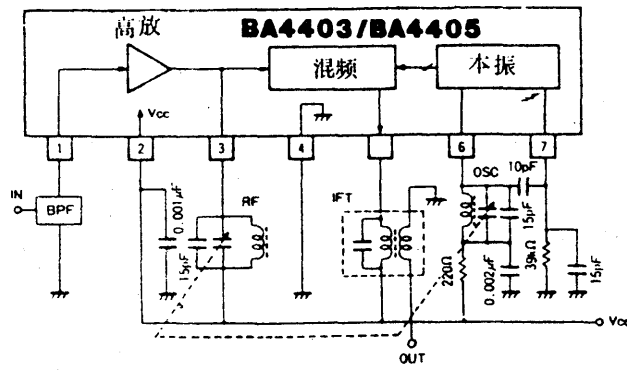 高放
BA4403/BA4405
混频
本振
Vcc
1
2
3
4
6
7
IN
BPF
0.001μF
15pF
RF
IFT
OSC
10pF
15pF
220Ω
0.002μF
39kΩ
15pF
Vcc
OUT